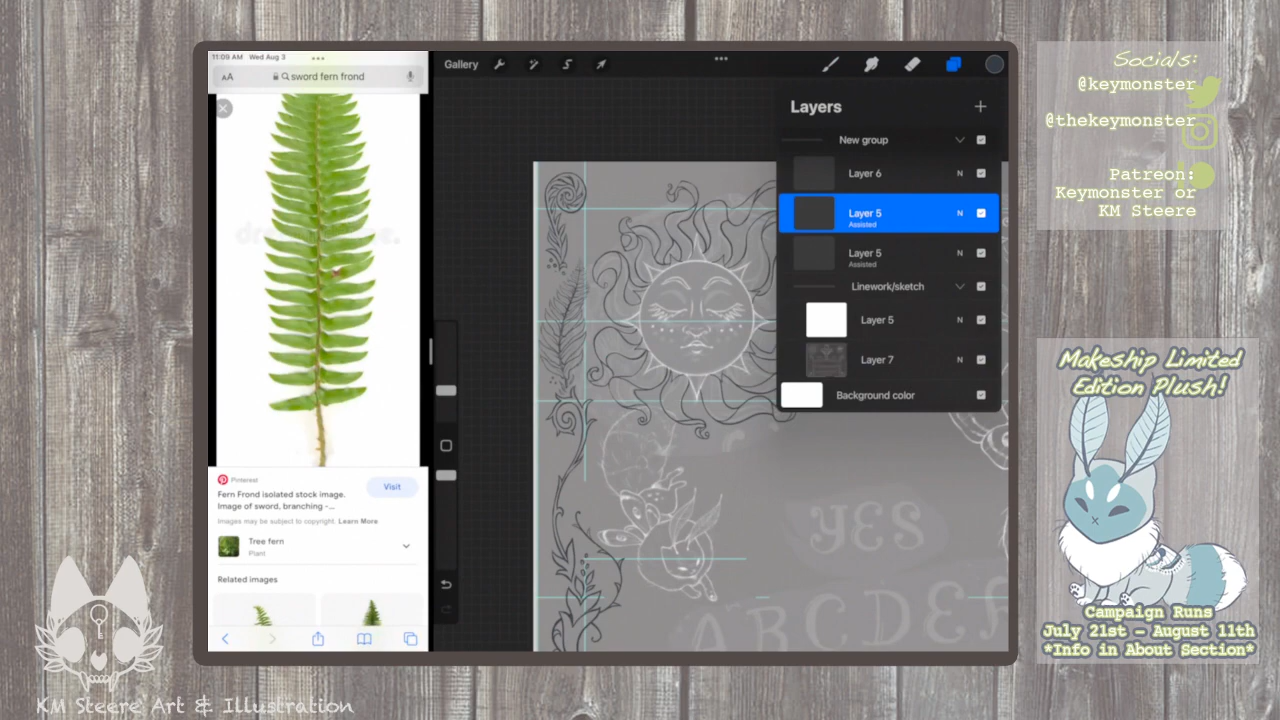 11:09 AM Wed Aug 3
AA sword fern frond
Pinterest
Fern Frond isolated stock image.
Image of sword, branching -...
Visit
Images may be subject to copyright. Learn More
Tree fern
Plant
Related images
Gallery
Layers
New group
Layer 6 N
Layer 5 N
Assisted
Layer 5 N
Assisted
Linework/sketch
Layer 5 N
Layer 7 N
Background color
YES
ABCDEF
Socials:
@keymonster
@thekeymonster
Patreon:
Keymonster or
KM Steere
Makeship Limited
Edition Plush!
Campaign Runs
July 21st - August 11th
*Info in About Section*
KM Steere Art & Illustration